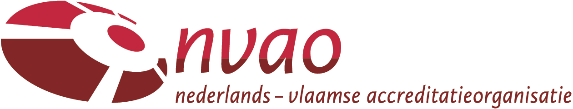 nvao
nederlands – vlaamse accreditatieorganisatie